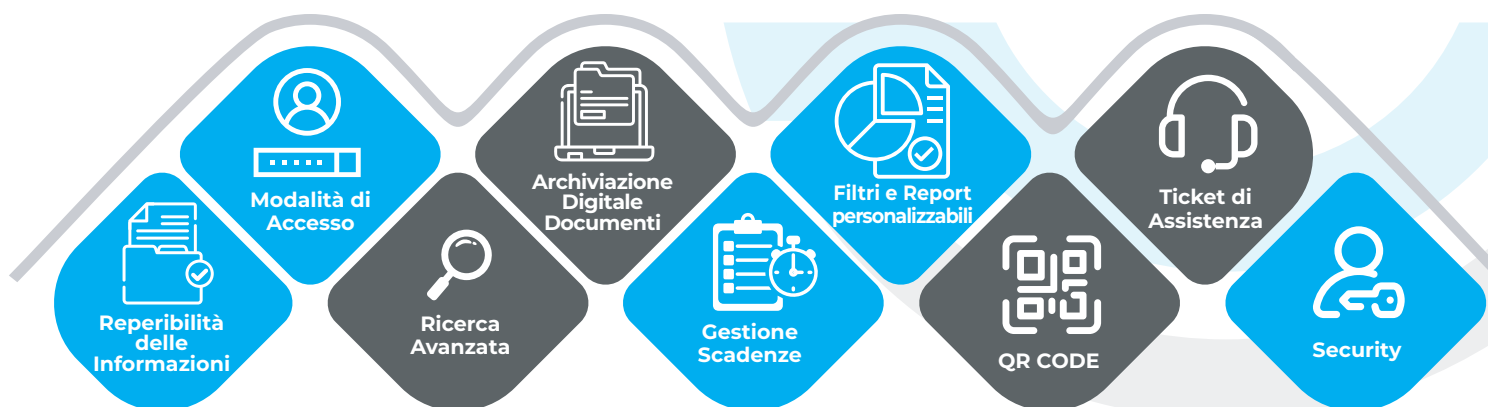 Reperibilità
delle
Informazioni
Modalità di
Accesso
Ricerca
Avanzata
Archiviazione
Digitale
Documenti
Gestione
Scadenze
Filtri e Report
personalizzabili
QR CODE
Ticket di
Assistenza
Security